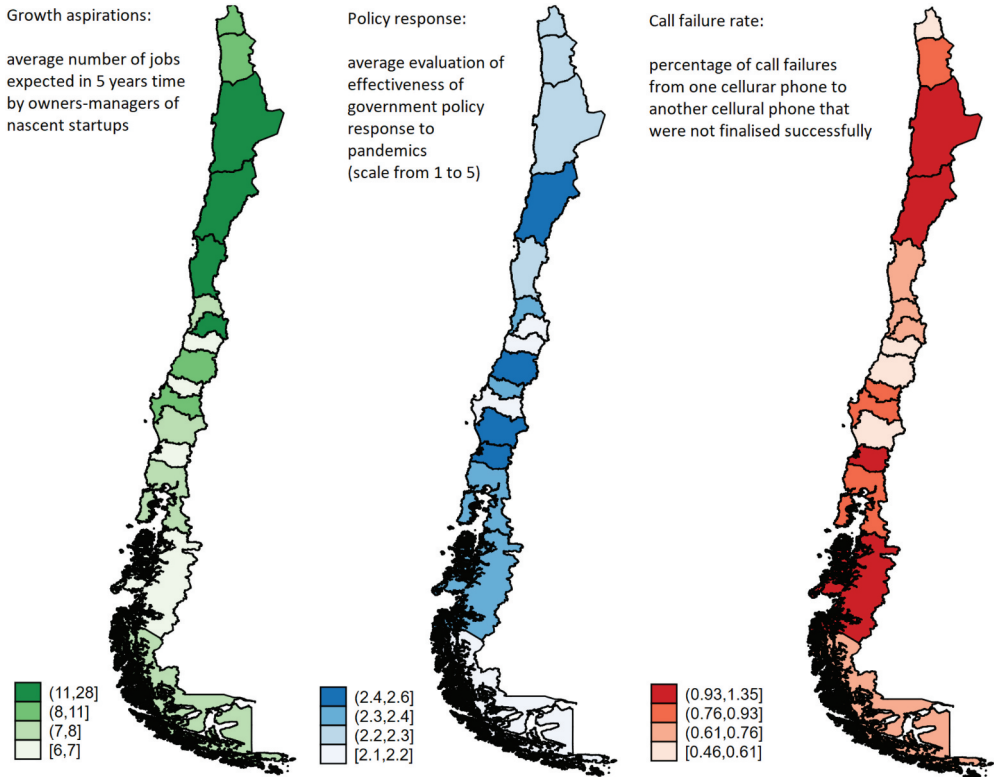 Growth aspirations:
average number of jobs
expected in 5 years time
by owners-managers of
nascent startups
(11,28]
(8,11]
(7,8]
[6,7]
Policy response:
average evaluation of
effectiveness of
government policy
response to
pandemics
(scale from 1 to 5)
(2.4,2.6]
(2.3,2.4]
(2.2,2.3]
[2.1,2.2]
Call failure rate:
percentage of call failures
from one cellurar phone to
another cellural phone that
were not finalised successfully
(0.93,1.35]
(0.76,0.93]
(0.61,0.76]
[0.46,0.61]